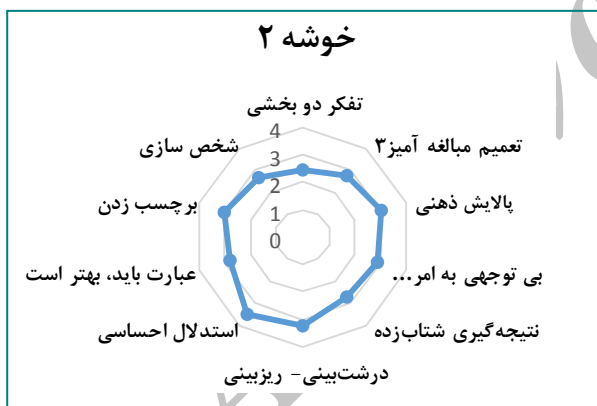 خوشه ۲
تفکر دو بخشی
تعمیم مبالغه آمیز۳
پالایش ذهنی
بی توجهی به امر...
نتیجه‌گیری شتاب‌زده
درشت‌بینی- ریزبینی
استدلال احساسی
عبارت باید، بهتر است
برچسب زدن
شخص سازی
4
3
2
1
0